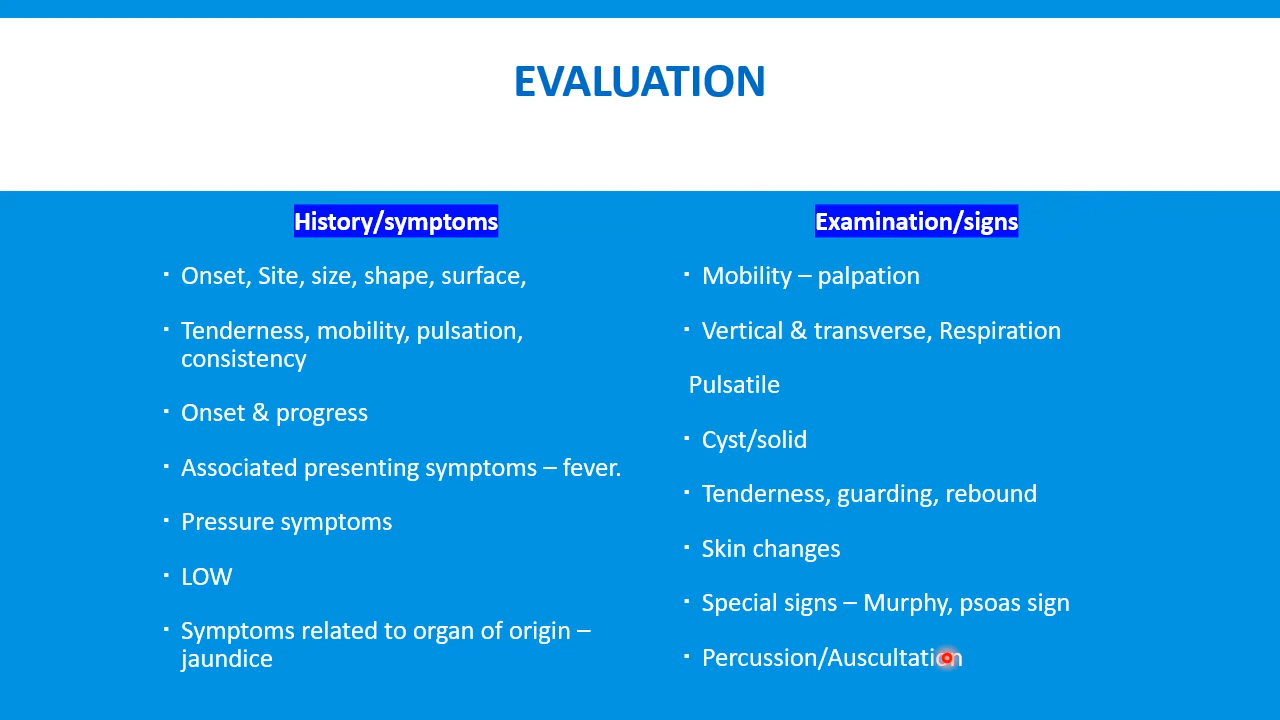 EVALUATION
History/symptoms
▪ Onset, Site, size, shape, surface,
▪ Tenderness, mobility, pulsation,
consistency
▪ Onset & progress
▪ Associated presenting symptoms – fever.
▪ Pressure symptoms
▪ LOW
▪ Symptoms related to organ of origin –
jaundice
Examination/signs
▪ Mobility – palpation
▪ Vertical & transverse, Respiration
Pulsatile
▪ Cyst/solid
▪ Tenderness, guarding, rebound
▪ Skin changes
▪ Special signs – Murphy, psoas sign
▪ Percussion/Auscultation